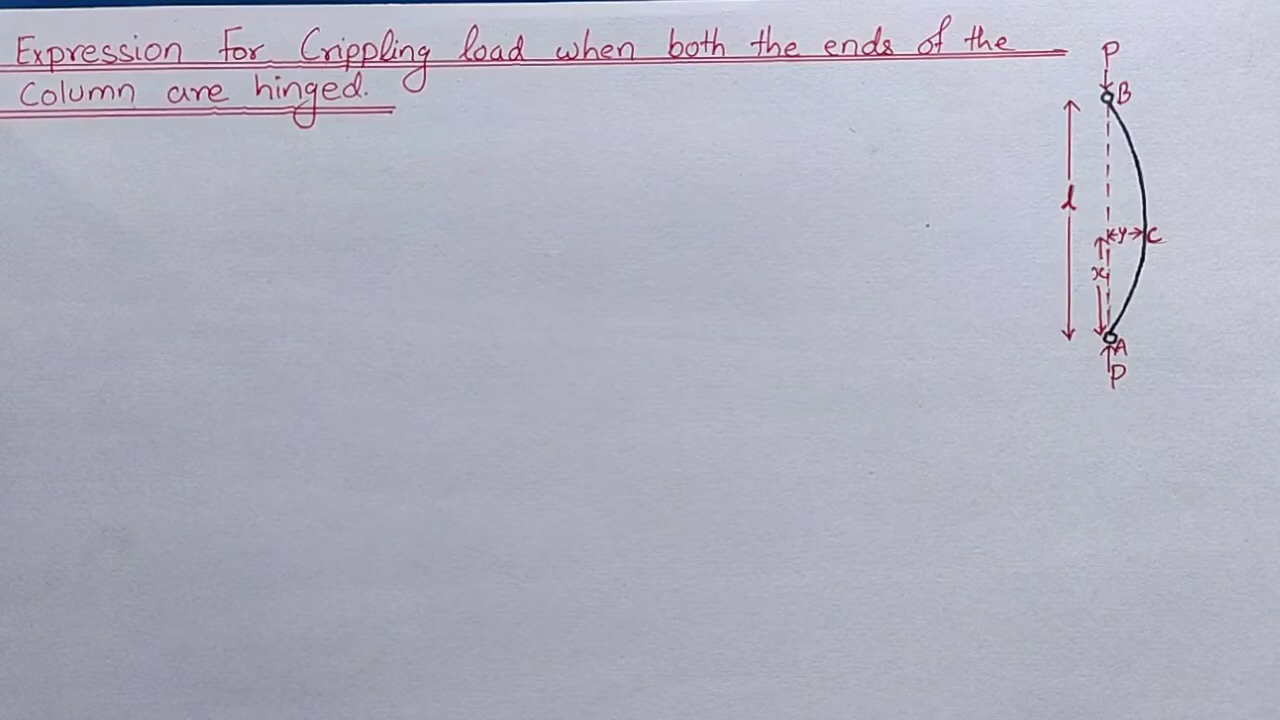 Expression for Crippling load when both the ends of the
Column are hinged.
P
B
l
y
C
x
A
P